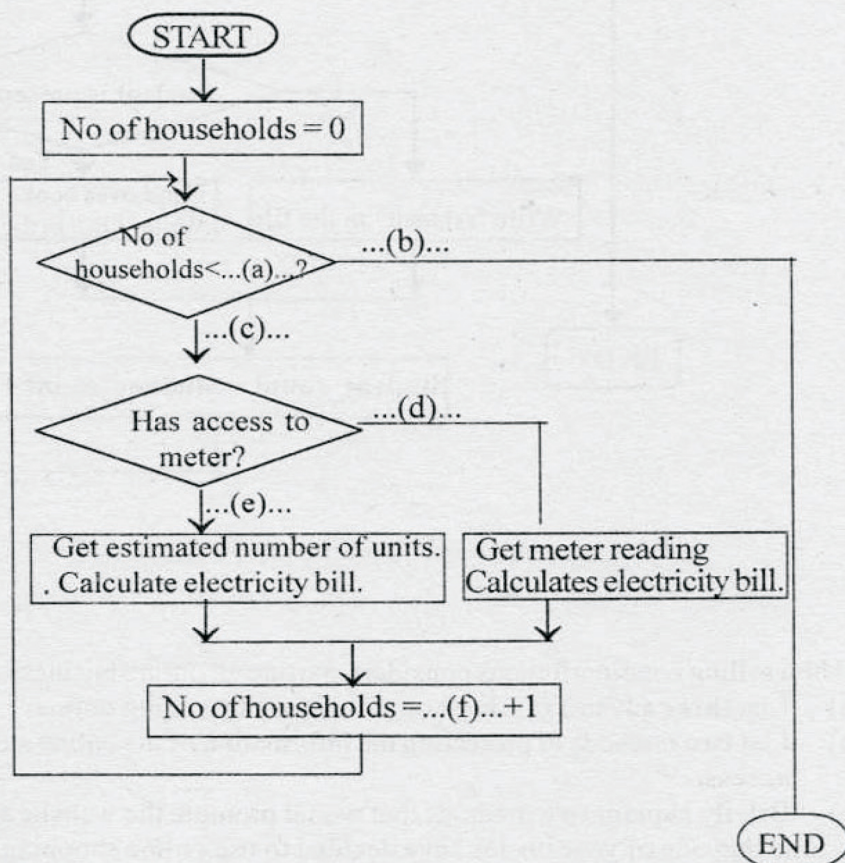 START
No of households = 0
No of
households<...(a)...?
...(b)...
...(c)...
Has access to
meter?
...(d)...
...(e)...
Get estimated number of units.
. Calculate electricity bill.
Get meter reading
Calculates electricity bill.
No of households =...(f)...+1
END